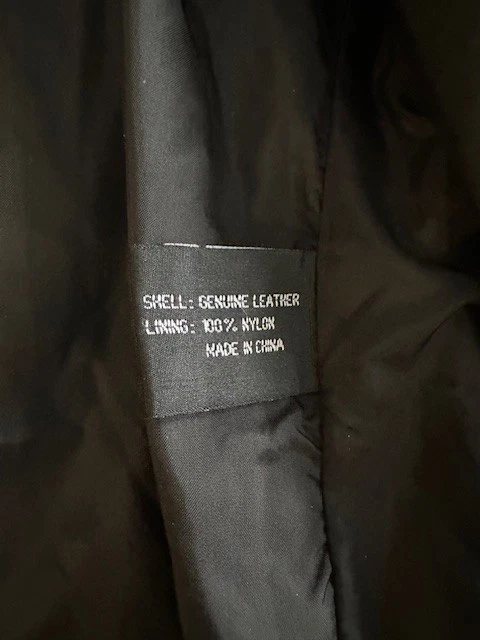 SHELL: GENUINE LEATHER
LINING: 100% NYLON
MADE IN CHINA